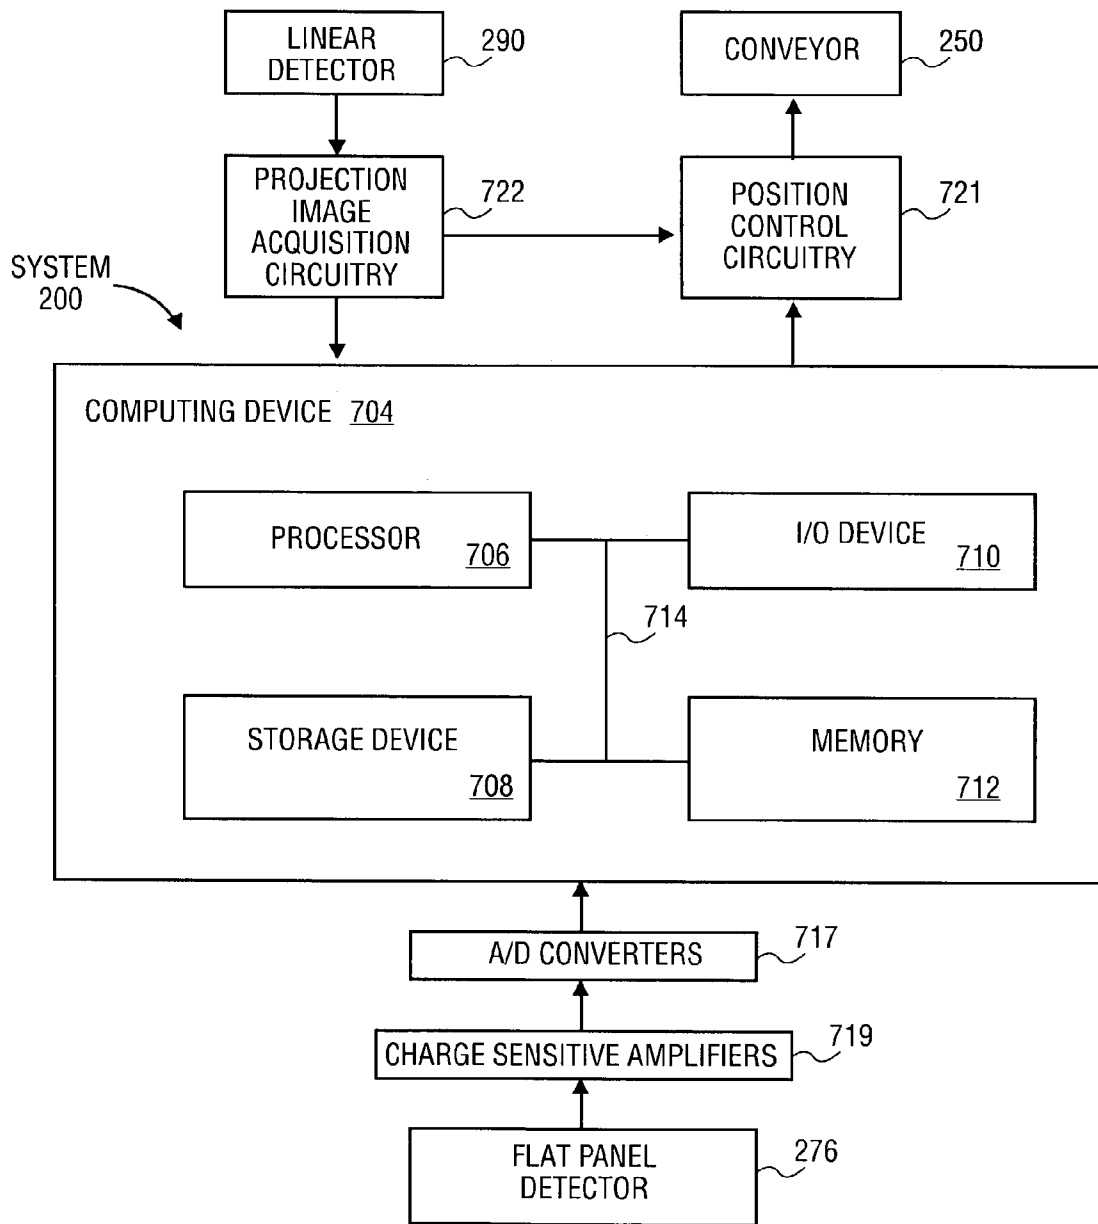 LINEAR
DETECTOR
290
CONVEYOR
250
PROJECTION
IMAGE
ACQUISITION
CIRCUITRY
722
POSITION
CONTROL
CIRCUITRY
721
SYSTEM
200
COMPUTING DEVICE 704
PROCESSOR
706
I/O DEVICE
710
714
STORAGE DEVICE
708
MEMORY
712
A/D CONVERTERS
717
CHARGE SENSITIVE AMPLIFIERS
719
FLAT PANEL
DETECTOR
276